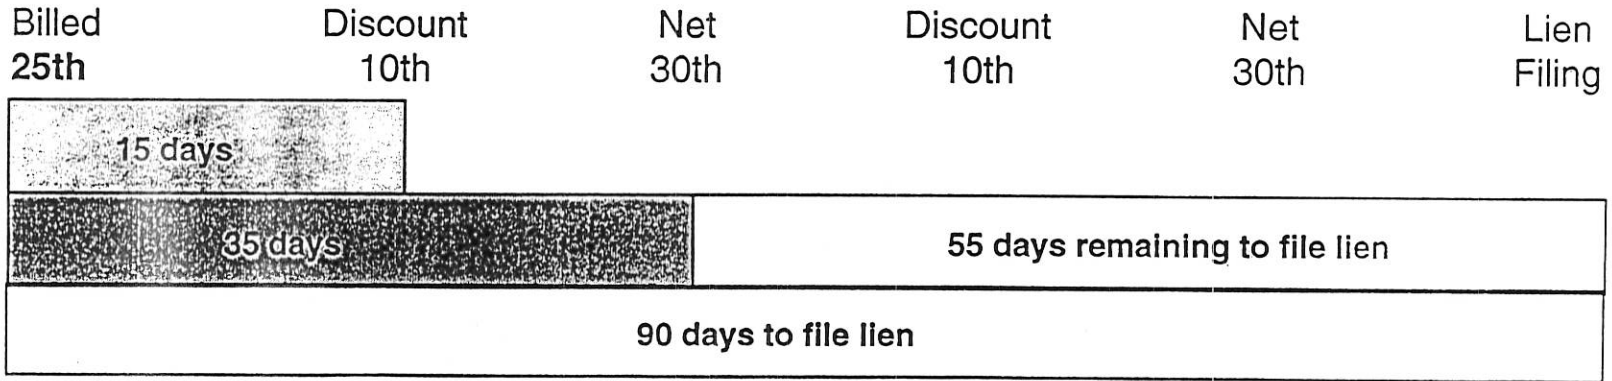 Billed Discount Net Discount Net Lien
25th 10th 30th 10th 30th Filing
15 days
35 days 55 days remaining to file lien
90 days to file lien